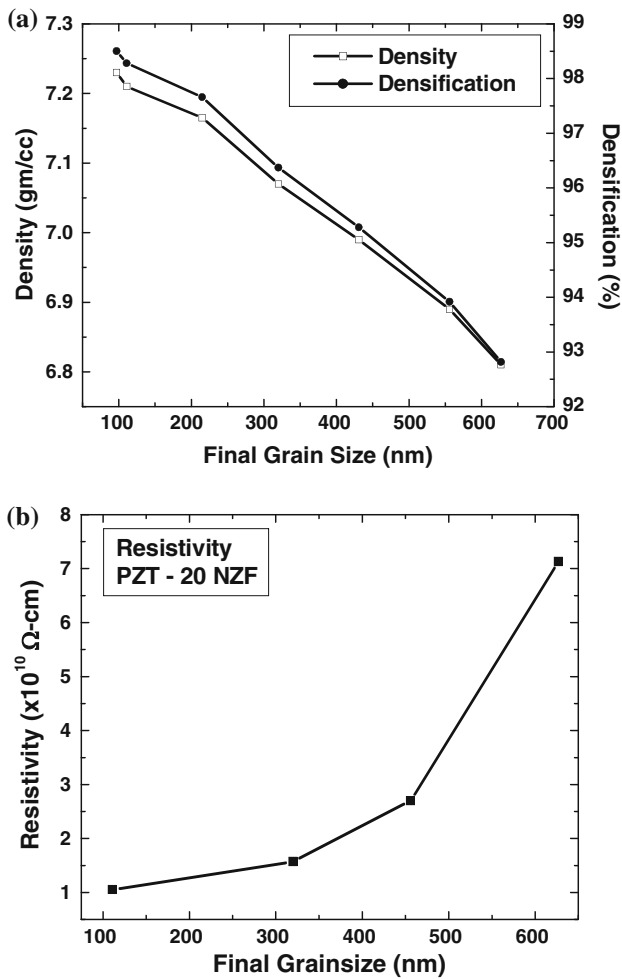 (a)
7.3
7.2
7.1
7.0
6.9
6.8
Density (gm/cc)
Density
Densification
99
98
97
96
95
94
93
92
Densification (%)
100 200 300 400 500 600 700
Final Grain Size (nm)
(b)
8
7
6
5
4
3
2
1
Resistivity (x10¹⁰ Ω-cm)
Resistivity
PZT - 20 NZF
100 200 300 400 500 600
Final Grainsize (nm)